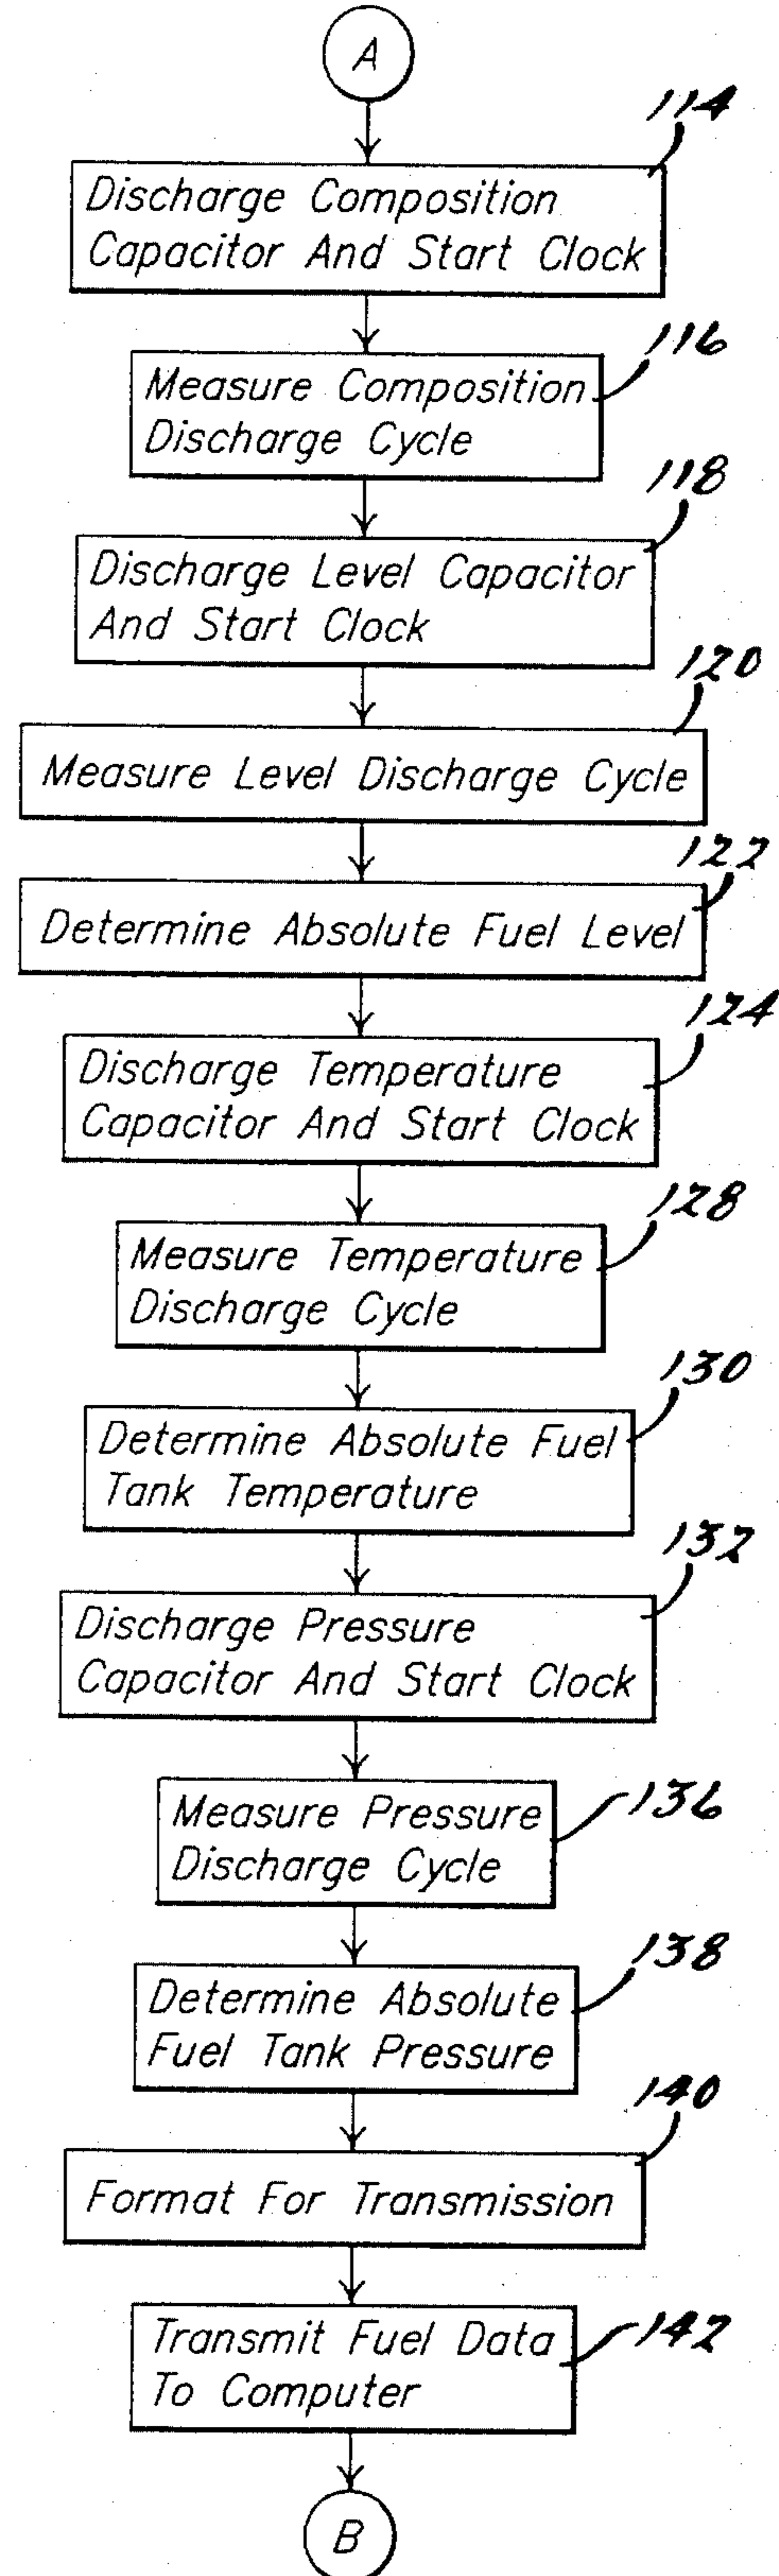 A
114
Discharge Composition
Capacitor And Start Clock
116
Measure Composition
Discharge Cycle
118
Discharge Level Capacitor
And Start Clock
120
Measure Level Discharge Cycle
122
Determine Absolute Fuel Level
124
Discharge Temperature
Capacitor And Start Clock
128
Measure Temperature
Discharge Cycle
130
Determine Absolute Fuel
Tank Temperature
132
Discharge Pressure
Capacitor And Start Clock
136
Measure Pressure
Discharge Cycle
138
Determine Absolute
Fuel Tank Pressure
140
Format For Transmission
142
Transmit Fuel Data
To Computer
B